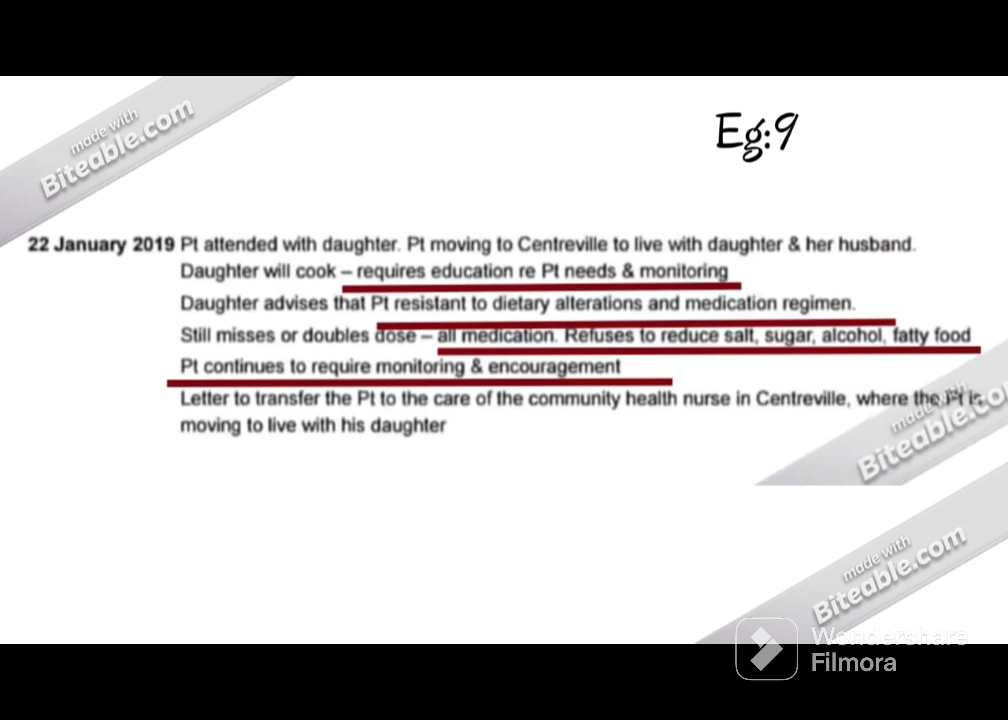 made with
Biteable.com
Eg:9
22 January 2019 Pt attended with daughter. Pt moving to Centreville to live with daughter & her husband.
Daughter will cook – requires education re Pt needs & monitoring
Daughter advises that Pt resistant to dietary alterations and medication regimen.
Still misses or doubles dose – all medication. Refuses to reduce salt, sugar, alcohol, fatty food
Pt continues to require monitoring & encouragement
Letter to transfer the Pt to the care of the community health nurse in Centreville, where the Pt is
moving to live with his daughter
made with
Biteable.co
made with
Biteable.com
Wondershare
Filmora